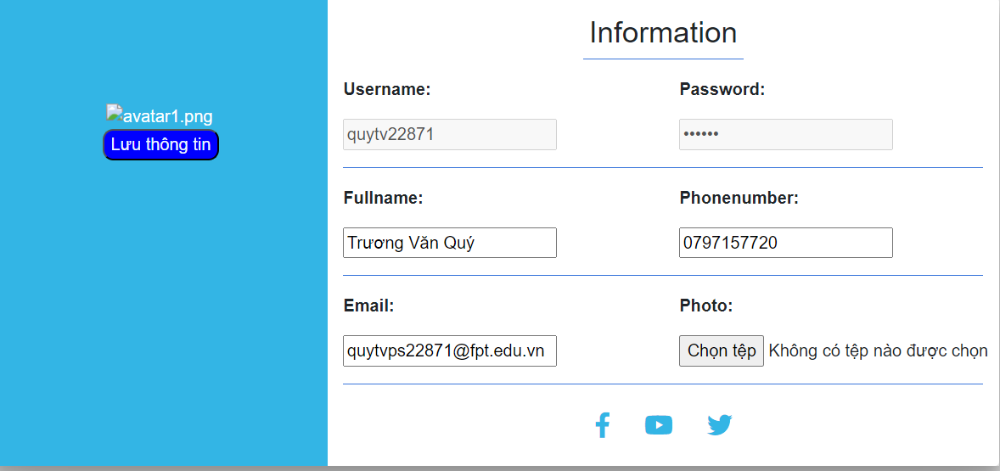 Information
avatar1.png
Lưu thông tin
Username: Password:
quytv22871 ••••••
Fullname: Phonenumber:
Trương Văn Quý 0797157720
Email: Photo:
quytvps22871@fpt.edu.vn Chọn tệp Không có tệp nào được chọn